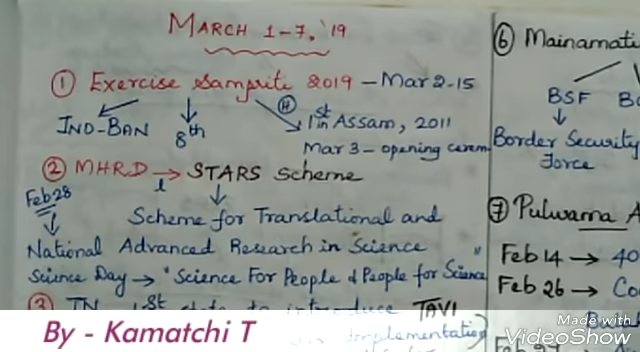 MARCH 1-7, '19
① Exercise Sampriti 2019 - Mar 2-15
IND-BAN
8th
(H)
1st in Assam, 2011
Mar 3 - opening cerem
② MHRD → STARS Scheme
Feb 28
Scheme for Translational and
National Advanced Research in Science
Science Day → "Science For People & People for Science"
③ TN 1st state to introduce TAVI
Implementation
⑥ Mainamati
BSF
Border Security
Force
⑦ Pulwama A
Feb 14 → 40
Feb 26 →
By - Kamatchi T
Made with
VideoShow